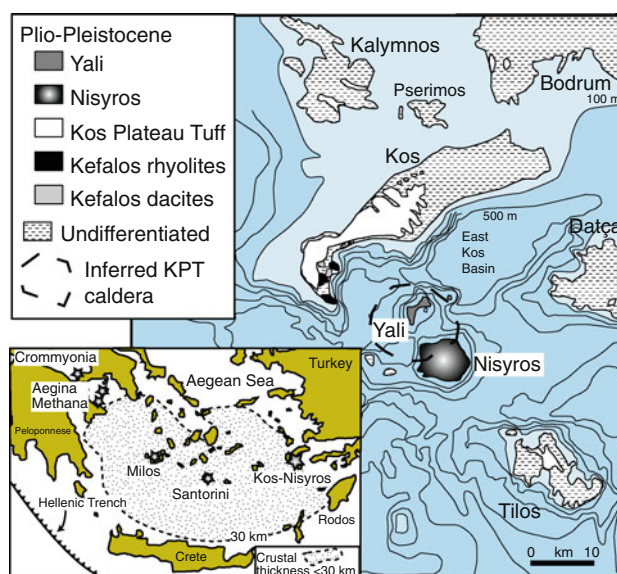 Plio-Pleistocene
Yali
Nisyros
Kos Plateau Tuff
Kefalos rhyolites
Kefalos dacites
Undifferentiated
Inferred KPT
caldera
Kalymnos
Pserimos
Bodrum
100 m
Kos
500 m
East
Kos
Basin
Datça
Yali
Nisyros
Tilos
0 km 10
Crommyonia
Aegina
Methana
Peloponnese
Aegean Sea
Turkey
Milos
Santorini
Kos-Nisyros
Hellenic Trench
30 km
Rodos
Crete
Crustal
thickness <30 km